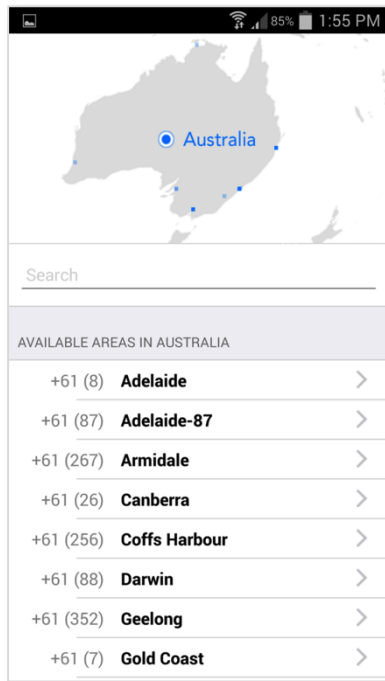 85% 1:55 PM
Australia
Search
AVAILABLE AREAS IN AUSTRALIA
+61 (8) Adelaide
+61 (87) Adelaide-87
+61 (267) Armidale
+61 (26) Canberra
+61 (256) Coffs Harbour
+61 (88) Darwin
+61 (352) Geelong
+61 (7) Gold Coast